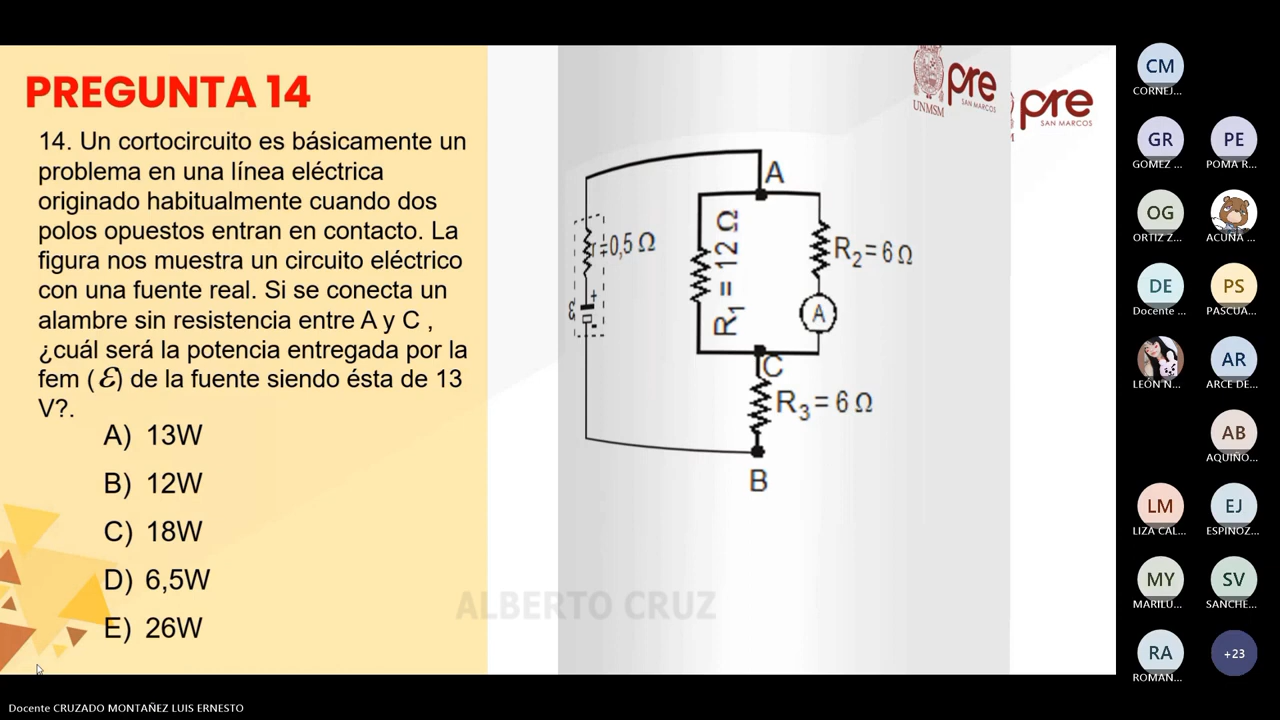 PREGUNTA 14
14. Un cortocircuito es básicamente un
problema en una línea eléctrica
originado habitualmente cuando dos
polos opuestos entran en contacto. La
figura nos muestra un circuito eléctrico
con una fuente real. Si se conecta un
alambre sin resistencia entre A y C ,
¿cuál será la potencia entregada por la
fem ( ℰ) de la fuente siendo ésta de 13
V?.
A) 13W
B) 12W
C) 18W
D) 6,5W
E) 26W
UNMSM
pre
SAN MARCOS
pre
SAN MARCOS
A
r=0,5 Ω
ε
+
-
R1 = 12 Ω
R2 = 6 Ω
A
C
R3 = 6 Ω
B
ALBERTO CRUZ
CM
CORNEJ...
GR
GOMEZ ...
PE
POMA R...
OG
ORTIZ Z...
ACUÑA ...
DE
Docente ...
PS
PASCUA...
LEÓN N...
AR
ARCE DE...
AB
AQUIÑO...
LM
LIZA CAL...
EJ
ESPINOZ...
MY
MARILÚ...
SV
SANCHE...
RA
ROMAN...
+23
Docente CRUZADO MONTAÑEZ LUIS ERNESTO